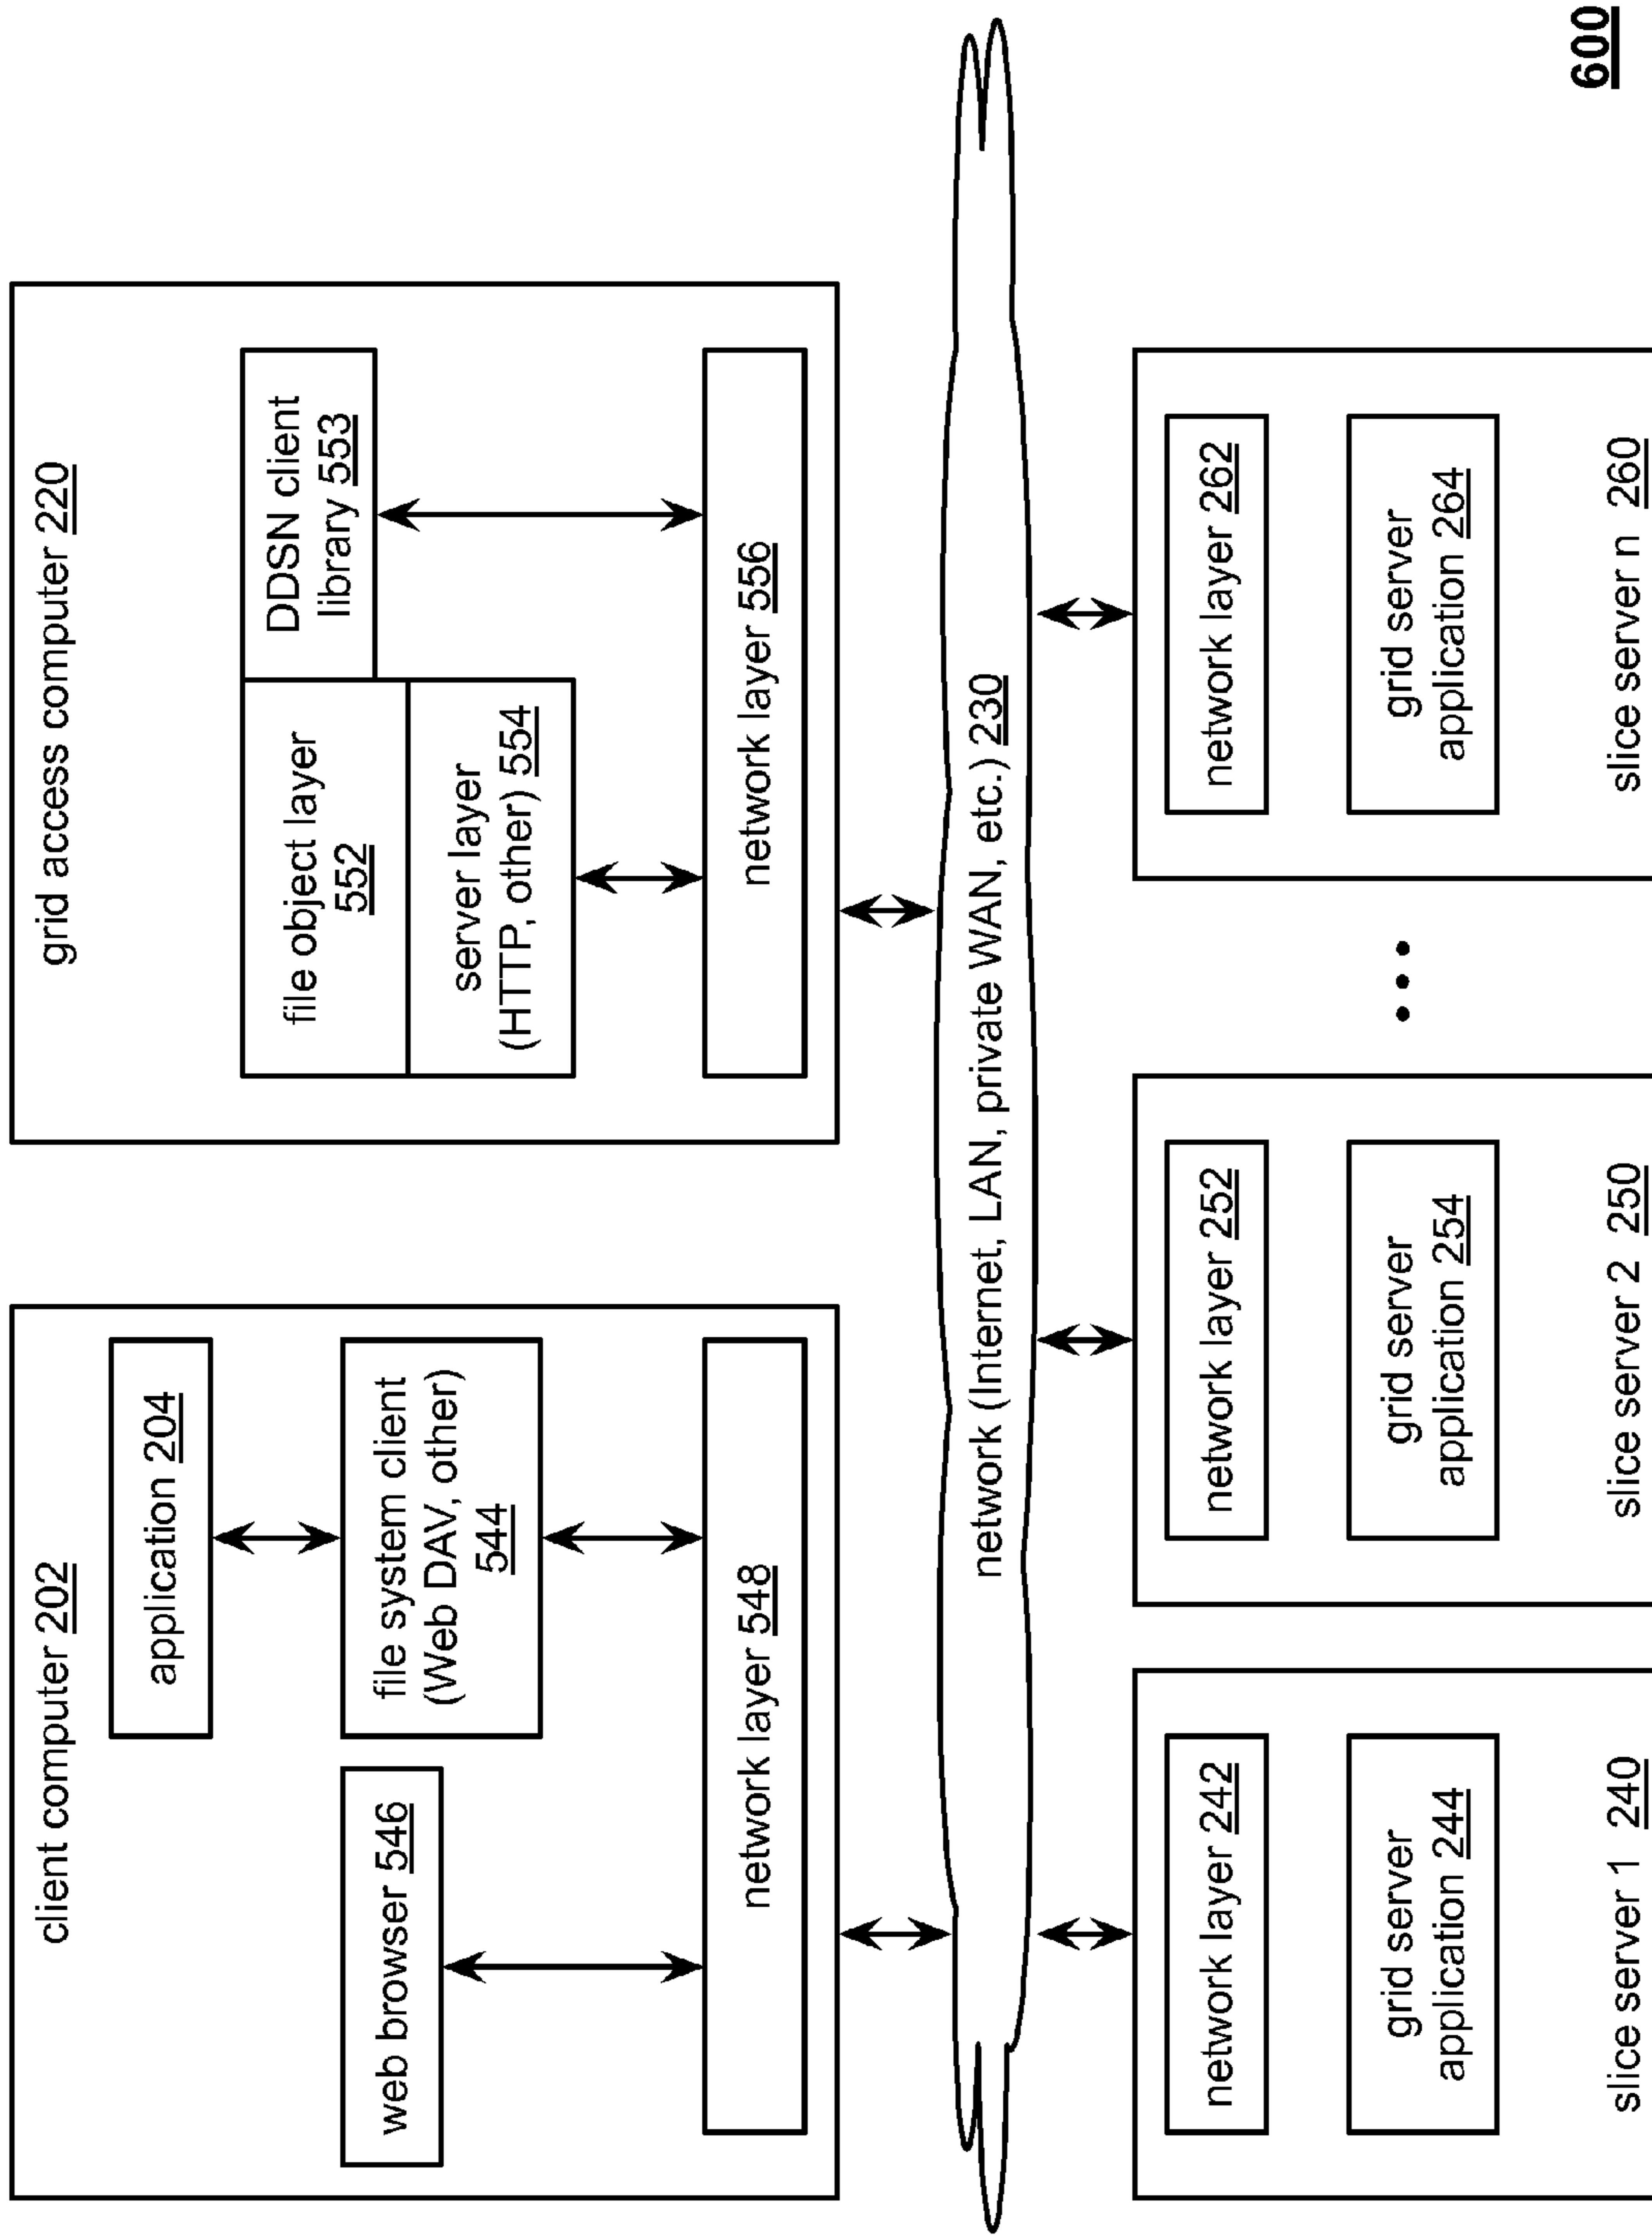 client computer 202
application 204
web browser 546
file system client
(Web DAV, other)
544
network layer 548
grid access computer 220
file object layer
552
DDSN client
library 553
server layer
(HTTP, other) 554
network layer 556
network (Internet, LAN, private WAN, etc.) 230
network layer 242
grid server
application 244
slice server 1 240
network layer 252
grid server
application 254
slice server 2 250
network layer 262
grid server
application 264
slice server n 260
600